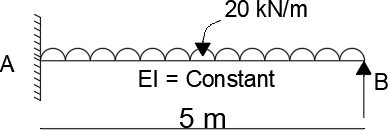 20 kN/m
A
EI = Constant
B
5 m